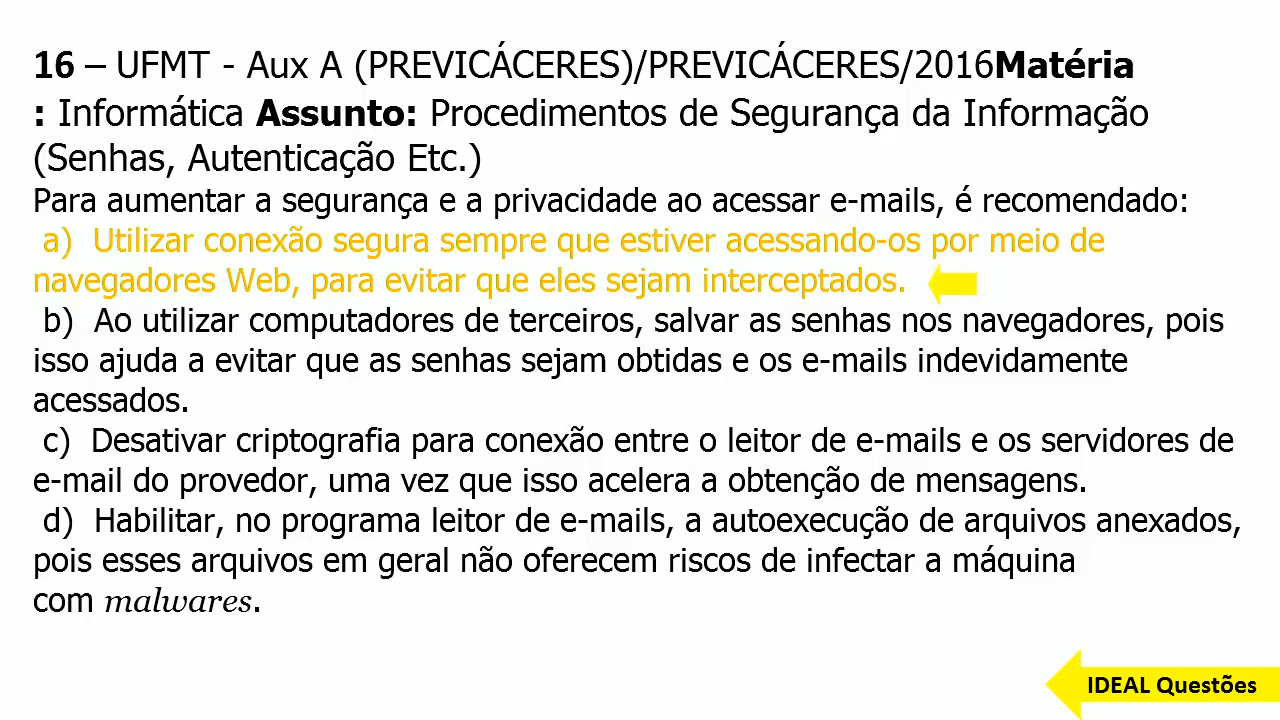 16 – UFMT - Aux A (PREVICÁCERES)/PREVICÁCERES/2016Matéria
: Informática Assunto: Procedimentos de Segurança da Informação
(Senhas, Autenticação Etc.)
Para aumentar a segurança e a privacidade ao acessar e-mails, é recomendado:
a) Utilizar conexão segura sempre que estiver acessando-os por meio de
navegadores Web, para evitar que eles sejam interceptados.
b) Ao utilizar computadores de terceiros, salvar as senhas nos navegadores, pois
isso ajuda a evitar que as senhas sejam obtidas e os e-mails indevidamente
acessados.
c) Desativar criptografia para conexão entre o leitor de e-mails e os servidores de
e-mail do provedor, uma vez que isso acelera a obtenção de mensagens.
d) Habilitar, no programa leitor de e-mails, a autoexecução de arquivos anexados,
pois esses arquivos em geral não oferecem riscos de infectar a máquina
com malwares.
IDEAL Questões